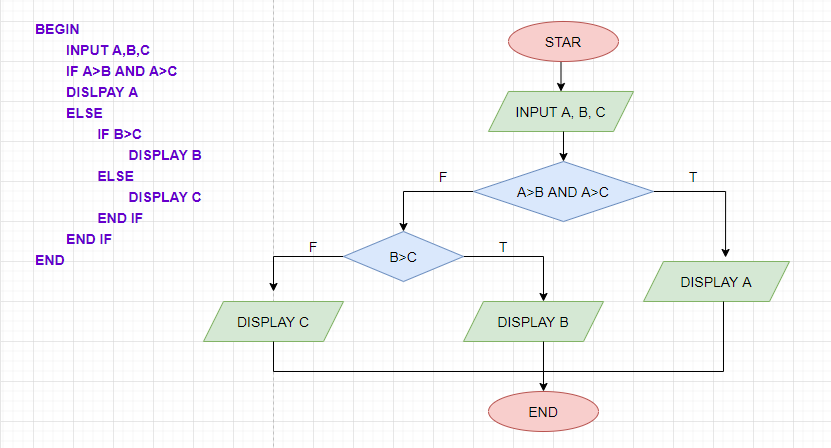 BEGIN
INPUT A,B,C
IF A>B AND A>C
DISLPAY A
ELSE
IF B>C
DISPLAY B
ELSE
DISPLAY C
END IF
END IF
END
STAR
INPUT A, B, C
F
A>B AND A>C
T
F
B>C
T
DISPLAY A
DISPLAY C
DISPLAY B
END